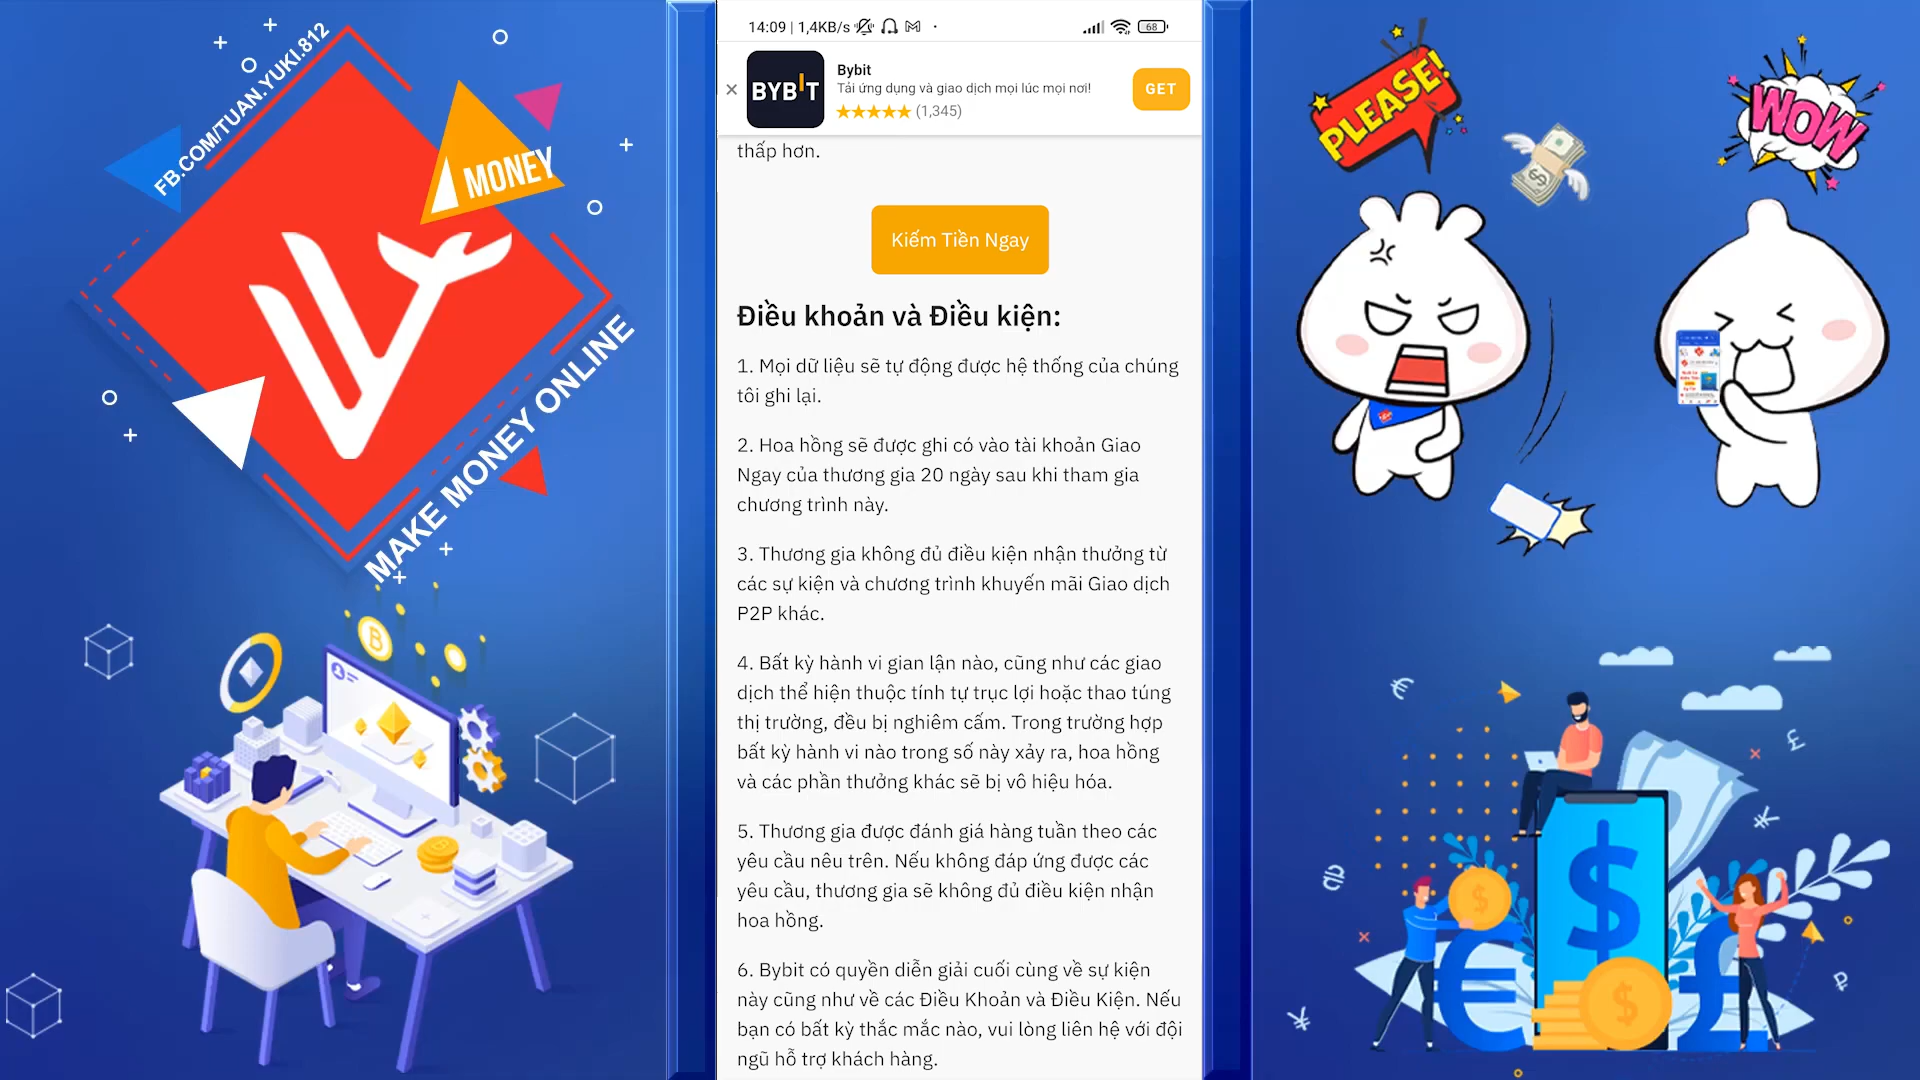 FB.COM/TUAN.YUKI.812
MONEY
MAKE MONEY ONLINE
14:09 | 1,4KB/s
68
BYBIT
Bybit
Tải ứng dụng và giao dịch mọi lúc mọi nơi!
(1,345)
GET
thấp hơn.
Kiếm Tiền Ngay
Điều khoản và Điều kiện:
1. Mọi dữ liệu sẽ tự động được hệ thống của chúng
tôi ghi lại.
2. Hoa hồng sẽ được ghi có vào tài khoản Giao
Ngay của thương gia 20 ngày sau khi tham gia
chương trình này.
3. Thương gia không đủ điều kiện nhận thưởng từ
các sự kiện và chương trình khuyến mãi Giao dịch
P2P khác.
4. Bất kỳ hành vi gian lận nào, cũng như các giao
dịch thể hiện thuộc tính tự trục lợi hoặc thao túng
thị trường, đều bị nghiêm cấm. Trong trường hợp
bất kỳ hành vi nào trong số này xảy ra, hoa hồng
và các phần thưởng khác sẽ bị vô hiệu hóa.
5. Thương gia được đánh giá hàng tuần theo các
yêu cầu nêu trên. Nếu không đáp ứng được các
yêu cầu, thương gia sẽ không đủ điều kiện nhận
hoa hồng.
6. Bybit có quyền diễn giải cuối cùng về sự kiện
này cũng như về các Điều Khoản và Điều Kiện. Nếu
bạn có bất kỳ thắc mắc nào, vui lòng liên hệ với đội
ngũ hỗ trợ khách hàng.
PLEASE!
WOW